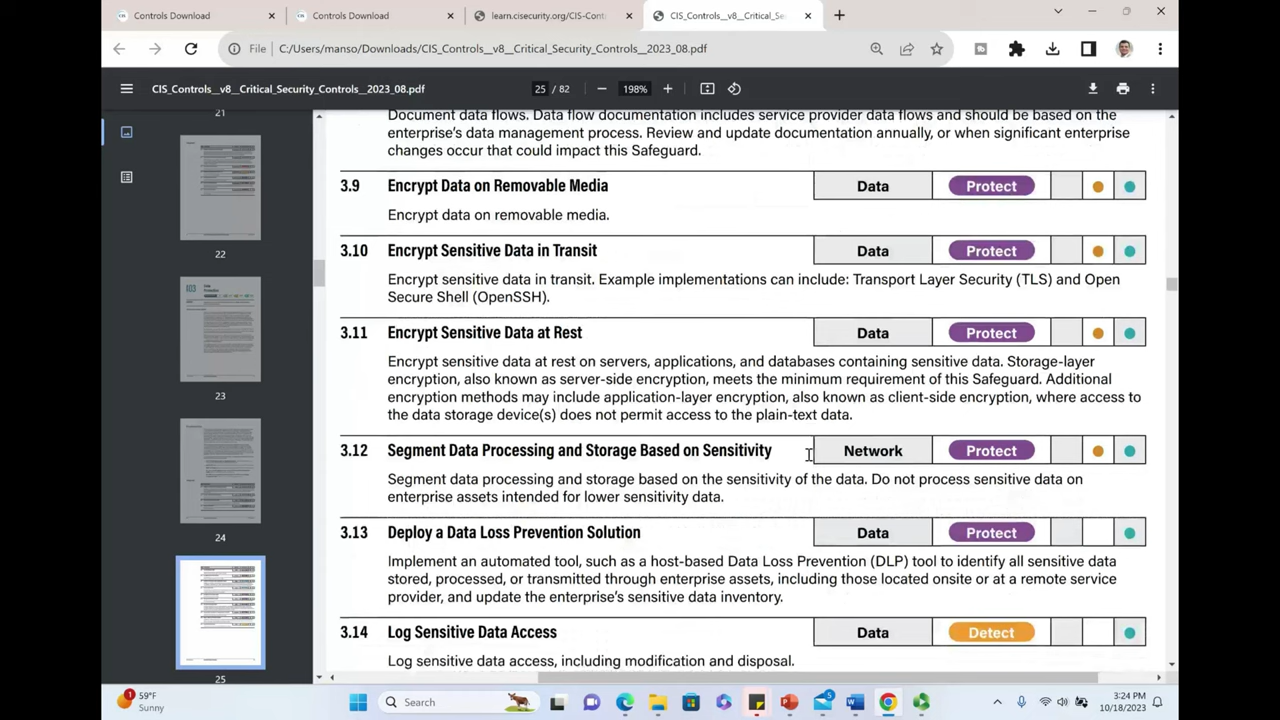 Controls Download
Controls Download
learn.cisecurity.org/CIS-Cont
CIS_Controls__v8__Critical_Se
File
C:/Users/manso/Downloads/CIS_Controls__v8__Critical_Security_Controls__2023_08.pdf
CIS_Controls__v8__Critical_Security_Controls__2023_08.pdf
25 / 82
198%
21
22
23
24
25
Document data flows. Data flow documentation includes service provider data flows and should be based on the
enterprise's data management process. Review and update documentation annually, or when significant enterprise
changes occur that could impact this Safeguard.
3.9 Encrypt Data on Removable Media Data Protect
Encrypt data on removable media.
3.10 Encrypt Sensitive Data in Transit Data Protect
Encrypt sensitive data in transit. Example implementations can include: Transport Layer Security (TLS) and Open
Secure Shell (OpenSSH).
3.11 Encrypt Sensitive Data at Rest Data Protect
Encrypt sensitive data at rest on servers, applications, and databases containing sensitive data. Storage-layer
encryption, also known as server-side encryption, meets the minimum requirement of this Safeguard. Additional
encryption methods may include application-layer encryption, also known as client-side encryption, where access to
the data storage device(s) does not permit access to the plain-text data.
3.12 Segment Data Processing and Storage Based on Sensitivity Network Protect
Segment data processing and storage based on the sensitivity of the data. Do not process sensitive data on
enterprise assets intended for lower sensitivity data.
3.13 Deploy a Data Loss Prevention Solution Data Protect
Implement an automated tool, such as a host-based Data Loss Prevention (DLP) tool to identify all sensitive data
stored, processed, or transmitted through enterprise assets, including those located onsite or at a remote service
provider, and update the enterprise's sensitive data inventory.
3.14 Log Sensitive Data Access Data Detect
Log sensitive data access, including modification and disposal.
1
59°F
Sunny
Search
5
3:24 PM
10/18/2023